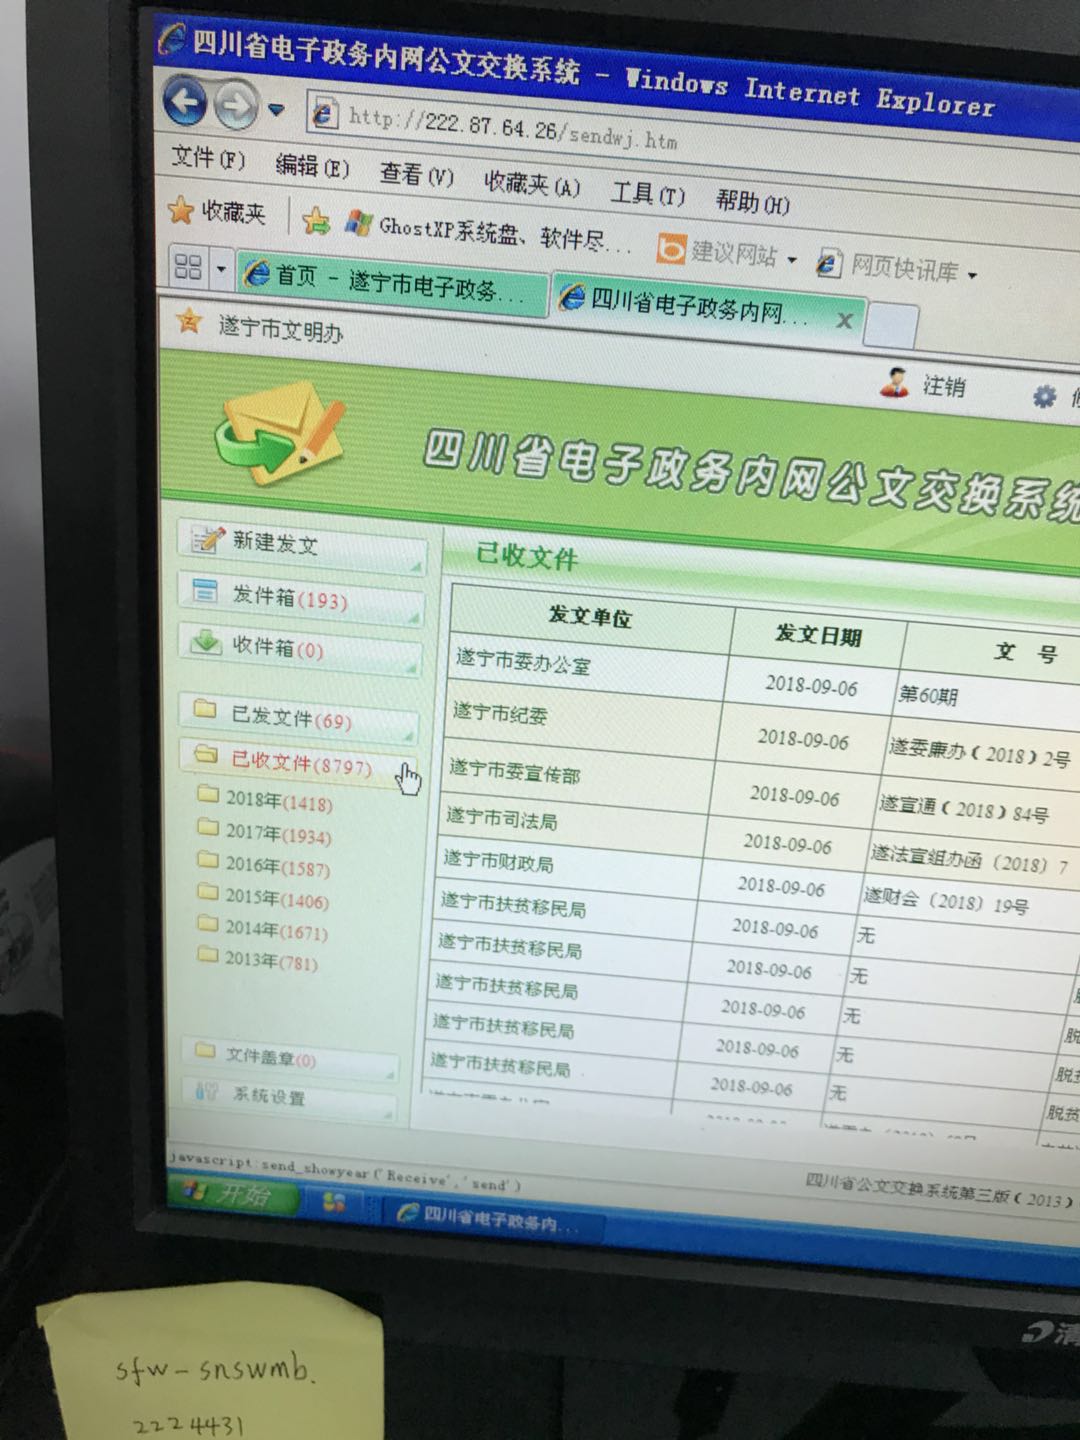 四川省电子政务内网公文交换系统 - Windows Internet Explorer
http://222.87.64.26/sendwj.htm
文件(F) 编辑(E) 查看(V) 收藏夹(A) 工具(T) 帮助(H)
收藏夹 GhostXP系统盘、软件尽... 建议网站 网页快讯库
首页 - 遂宁市电子政务... 四川省电子政务内网... X
遂宁市文明办
注销
四川省电子政务内网公文交换系统
新建发文
发件箱(193)
收件箱(0)
已发文件(69)
已收文件(8797)
2018年(1418)
2017年(1934)
2016年(1587)
2015年(1406)
2014年(1671)
2013年(781)
文件盖章(0)
系统设置
已收文件
发文单位 发文日期 文 号
遂宁市委办公室 2018-09-06 第60期
遂宁市纪委 2018-09-06 遂委廉办(2018)2号
遂宁市委宣传部 2018-09-06 遂宣通(2018)84号
遂宁市司法局 2018-09-06 遂法宣组办函(2018)7
遂宁市财政局 2018-09-06 遂财会(2018)19号
遂宁市扶贫移民局 2018-09-06 无
遂宁市扶贫移民局 2018-09-06 无
遂宁市扶贫移民局 2018-09-06 无 脱
遂宁市扶贫移民局 2018-09-06 无 脱贫
遂宁市扶贫移民局 2018-09-06 无 脱贫
javascript:send_showyear('Receive','send')
四川省公文交换系统第三版(2013)
开始 四川省电子政务内...
清
sfw-snswmb.
2224431